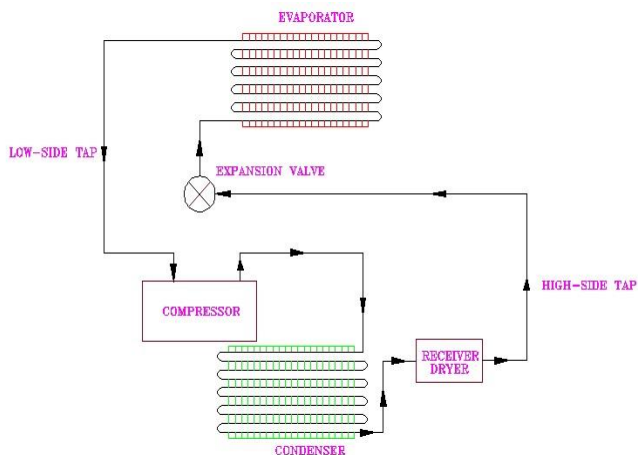 EVAPORATOR
LOW-SIDE TAP
EXPANSION VALVE
HIGH-SIDE TAP
COMPRESSOR
RECEIVER
DRYER
CONDENSER